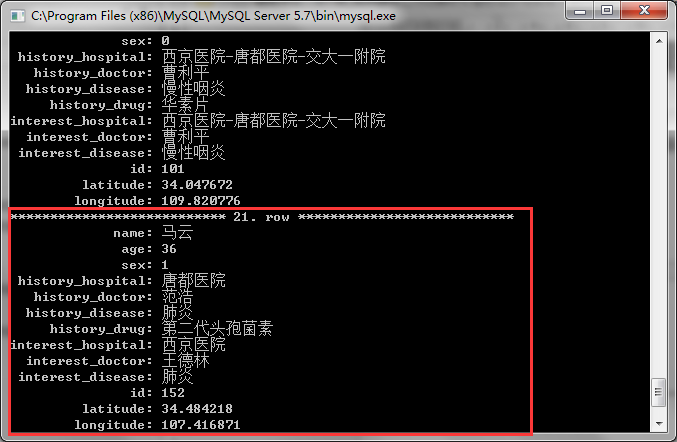 C:\Program Files (x86)\MySQL\MySQL Server 5.7\bin\mysql.exe
sex: 0
history_hospital: 西京医院-唐都医院-交大一附院
history_doctor: 曹利平
history_disease: 慢性咽炎
history_drug: 华素片
interest_hospital: 西京医院-唐都医院-交大一附院
interest_doctor: 曹利平
interest_disease: 慢性咽炎
id: 101
latitude: 34.047672
longitude: 109.820776
*************************** 21. row ***************************
name: 马云
age: 36
sex: 1
history_hospital: 唐都医院
history_doctor: 范浩
history_disease: 肺炎
history_drug: 第二代头孢菌素
interest_hospital: 西京医院
interest_doctor: 王德林
interest_disease: 肺炎
id: 152
latitude: 34.484218
longitude: 107.416871